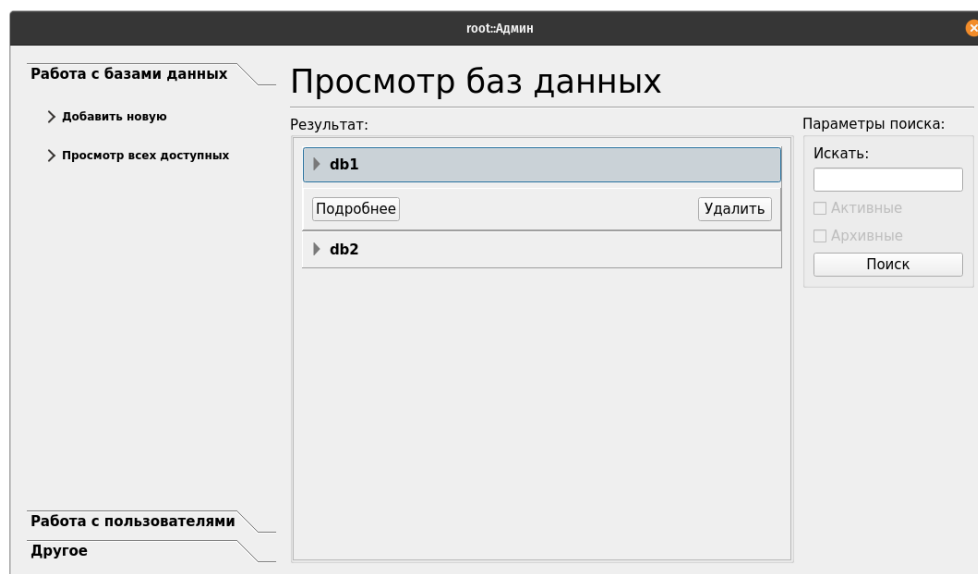 root::Админ
Работа с базами данных
Добавить новую
Просмотр всех доступных
Работа с пользователями
Другое
Просмотр баз данных
Результат:
db1
Подробнее
Удалить
db2
Параметры поиска:
Искать:
Активные
Архивные
Поиск